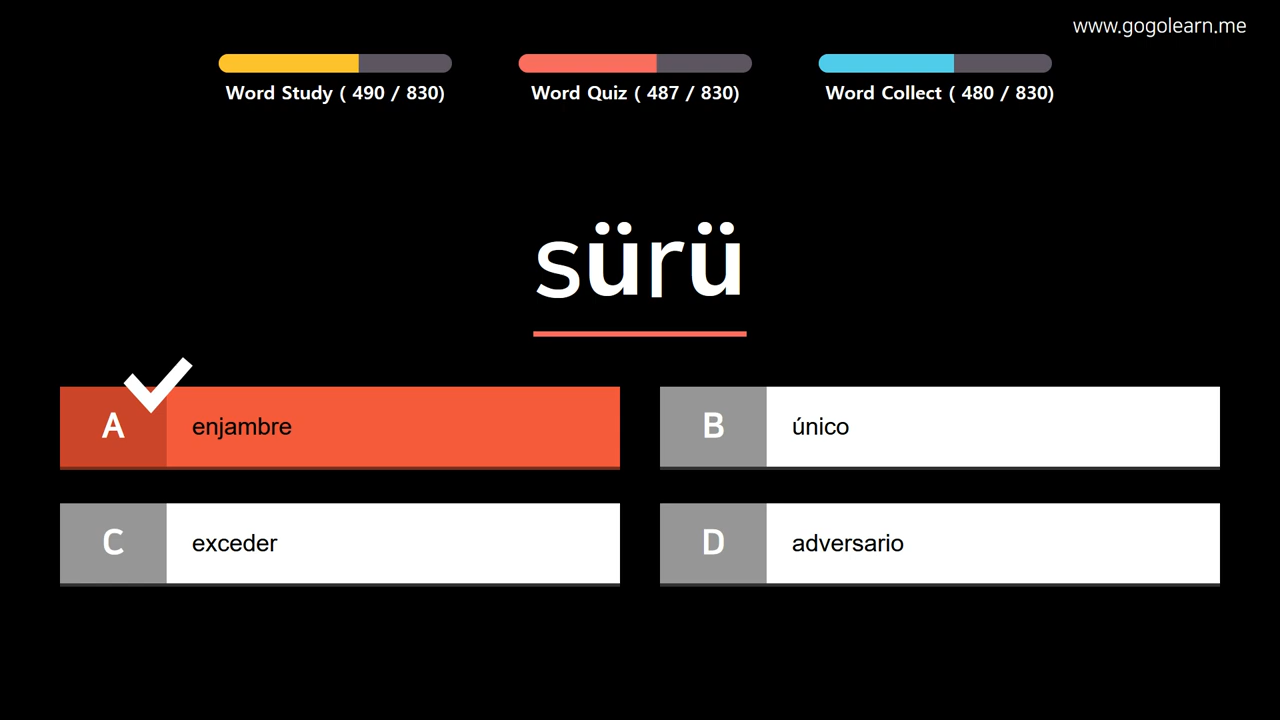 www.gogolearn.me
Word Study ( 490 / 830)
Word Quiz ( 487 / 830)
Word Collect ( 480 / 830)
sürü
A enjambre
B único
C exceder
D adversario